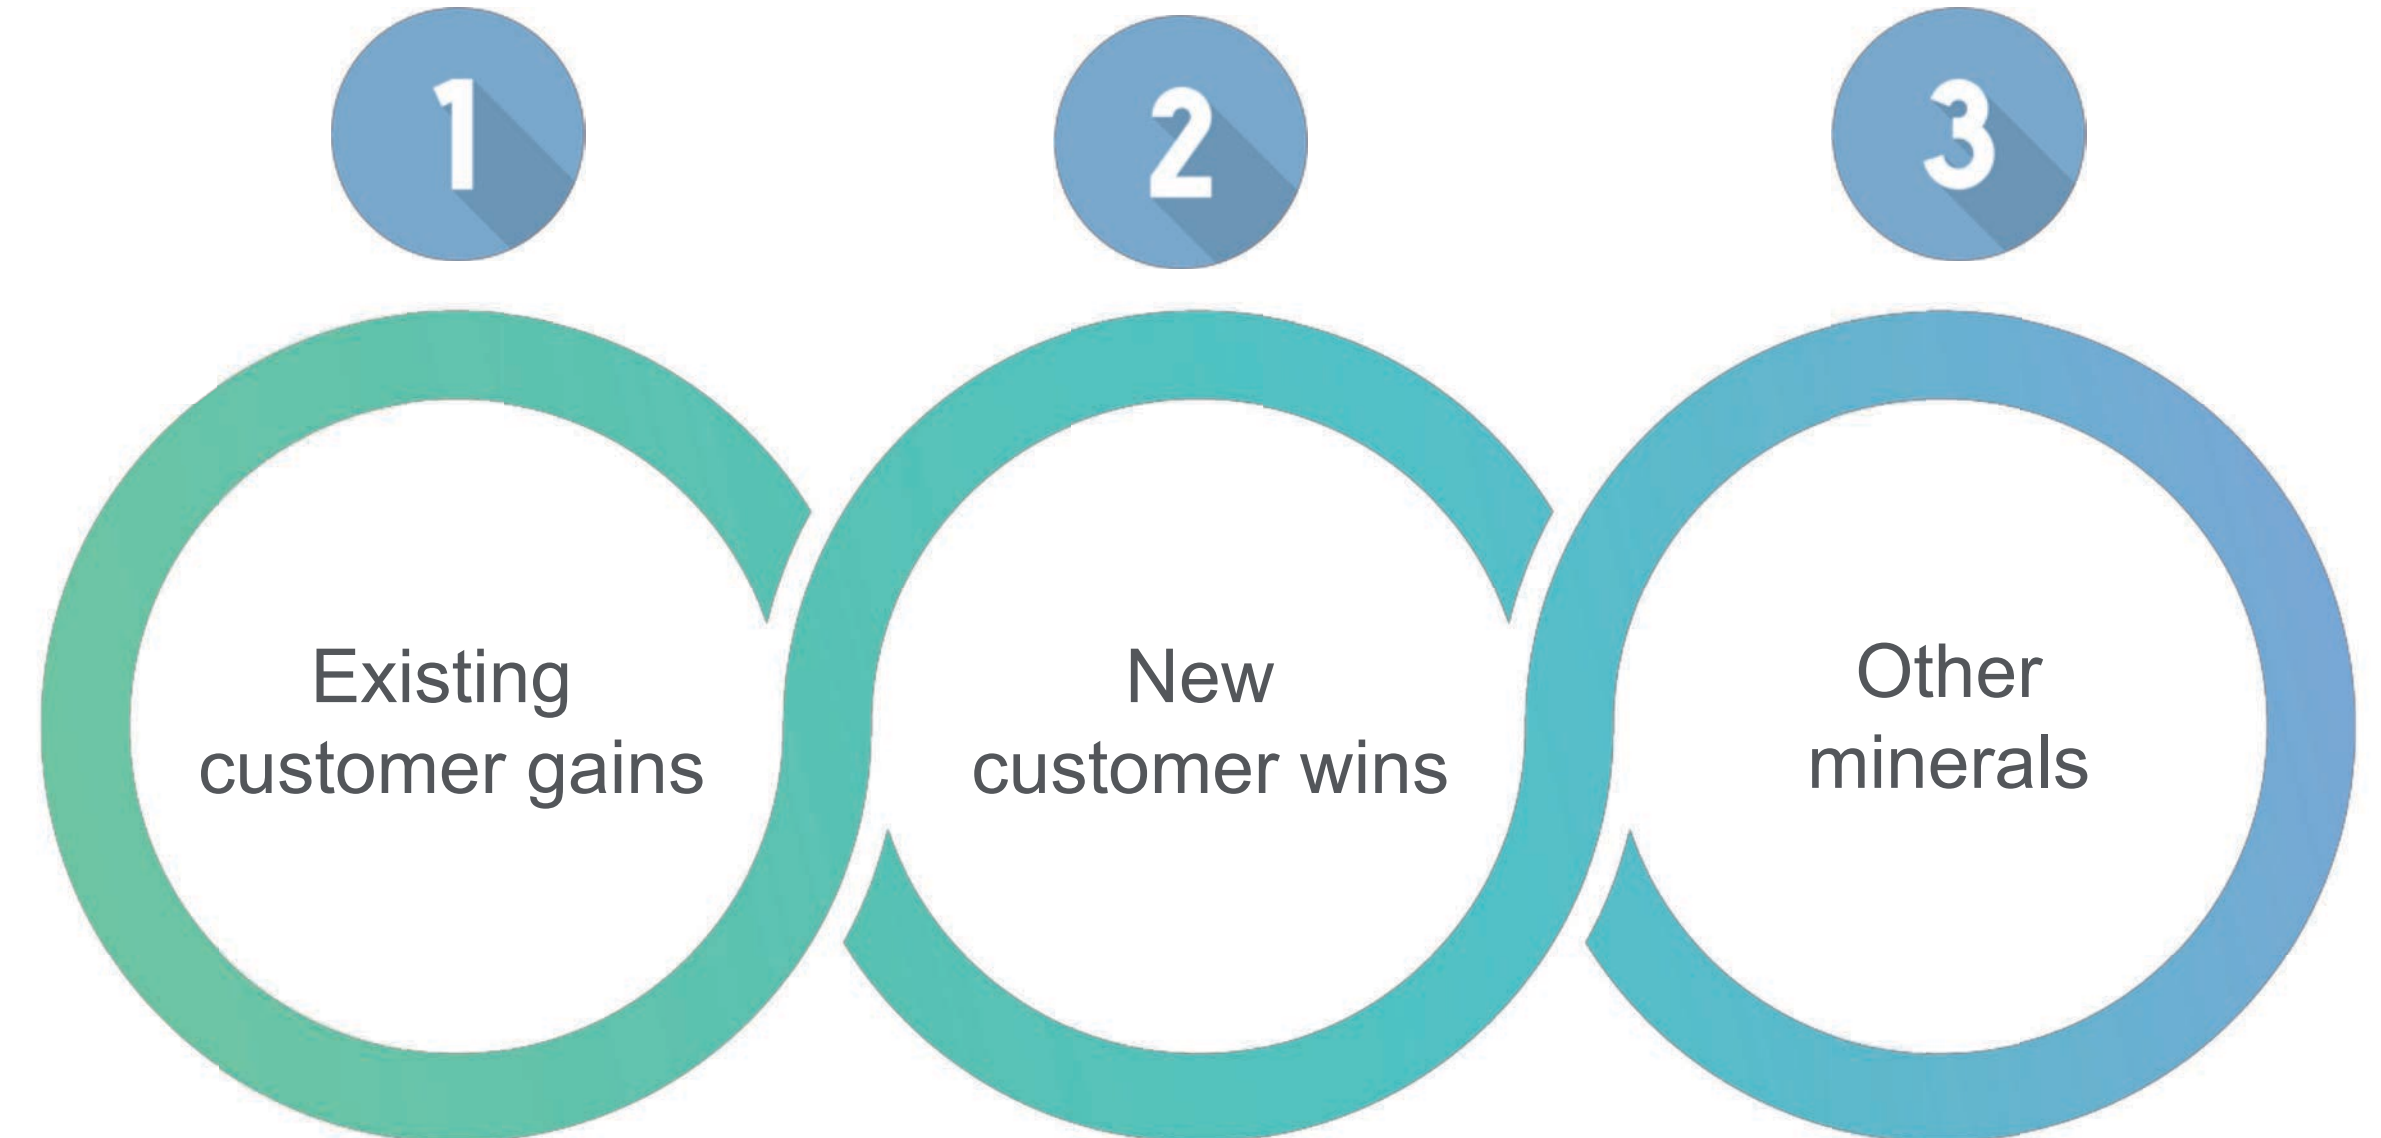 1
2
3
Existing
customer gains
New
customer wins
Other
minerals